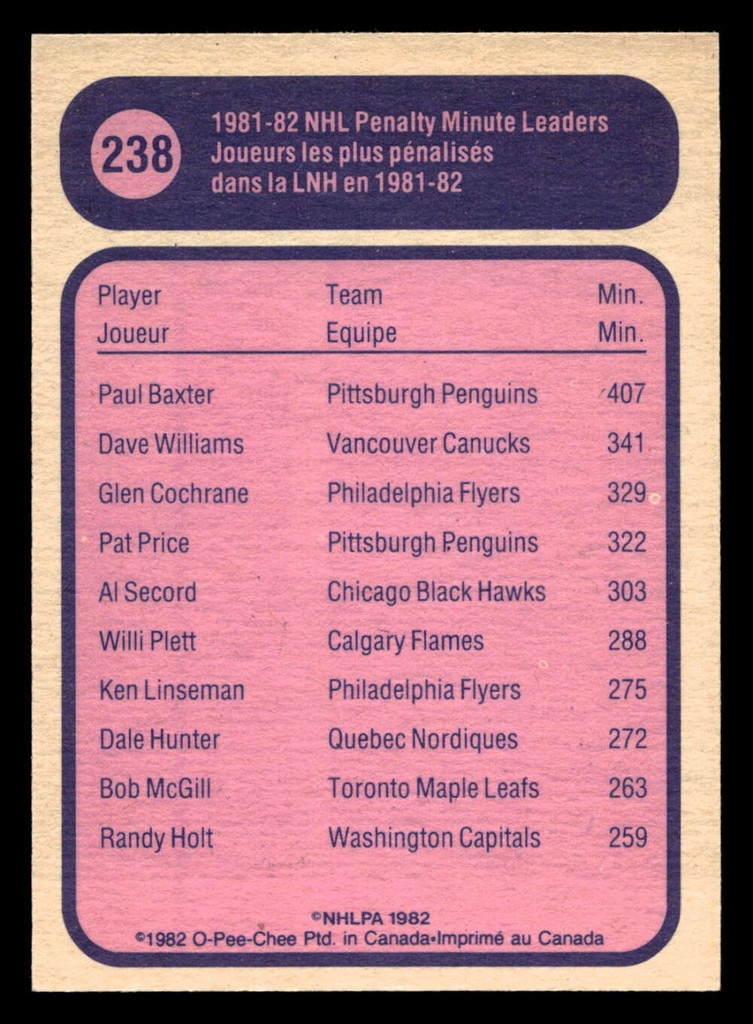 238
1981-82 NHL Penalty Minute Leaders
Joueurs les plus pénalisés
dans la LNH en 1981-82
Player Team Min.
Joueur Equipe Min.
Paul Baxter Pittsburgh Penguins 407
Dave Williams Vancouver Canucks 341
Glen Cochrane Philadelphia Flyers 329
Pat Price Pittsburgh Penguins 322
Al Secord Chicago Black Hawks 303
Willi Plett Calgary Flames 288
Ken Linseman Philadelphia Flyers 275
Dale Hunter Quebec Nordiques 272
Bob McGill Toronto Maple Leafs 263
Randy Holt Washington Capitals 259
©NHLPA 1982
©1982 O-Pee-Chee Ptd. in Canada•Imprimé au Canada